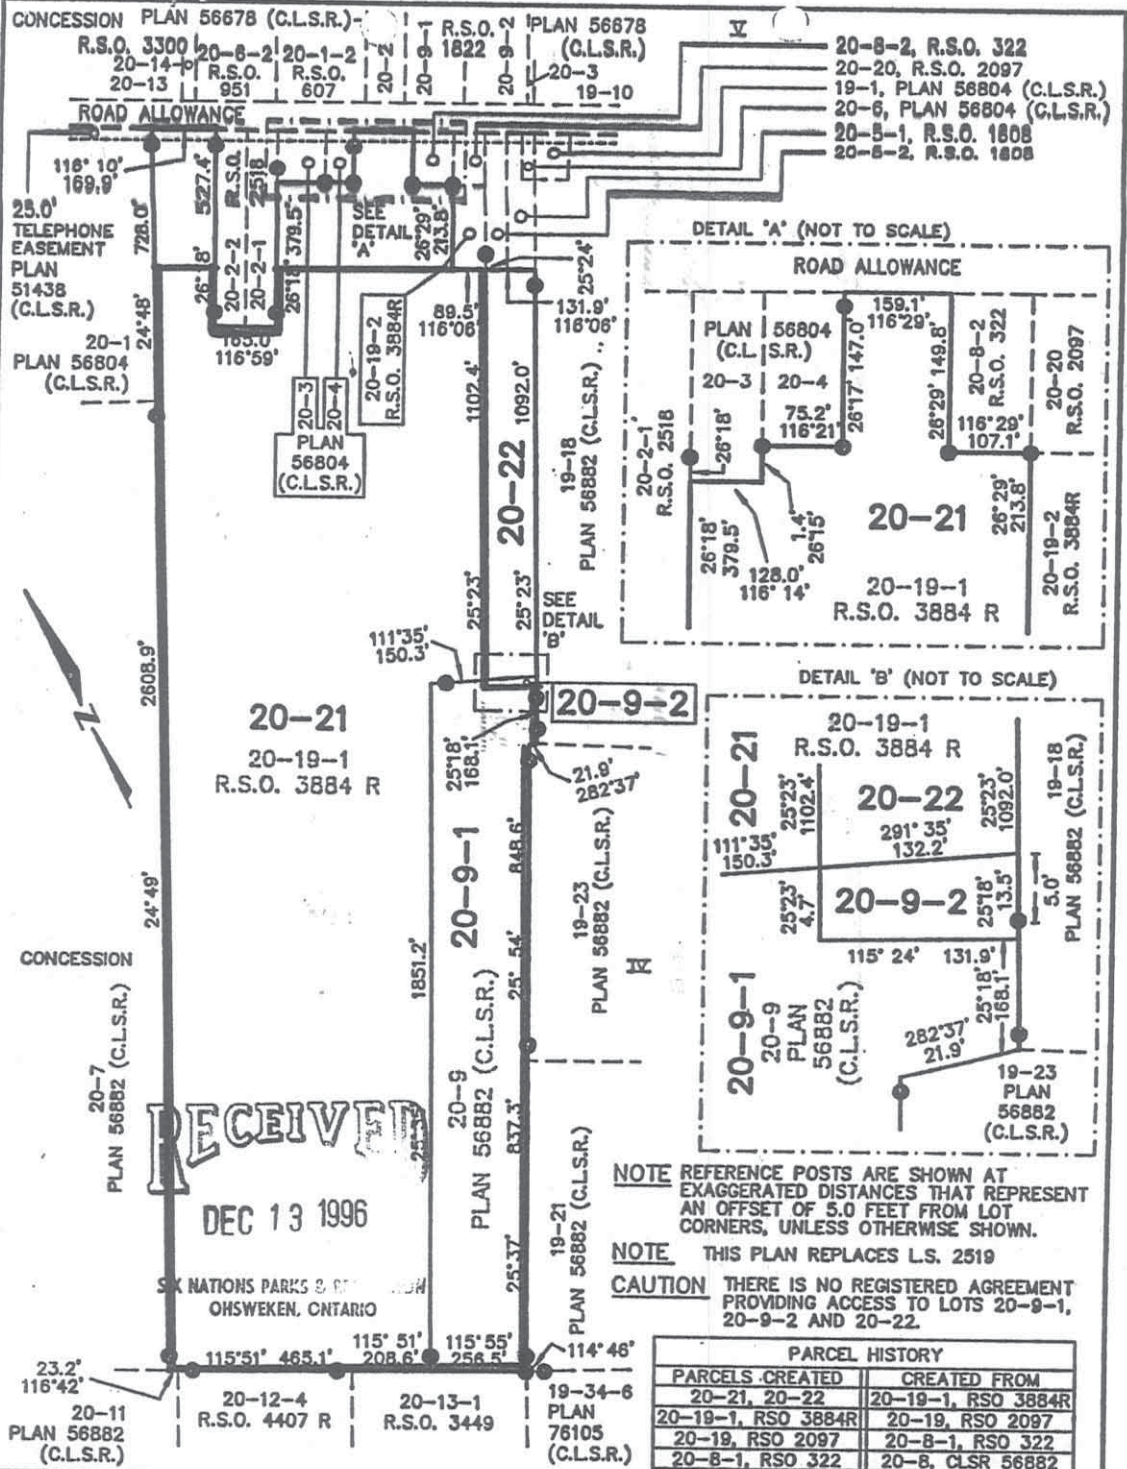 CONCESSION PLAN 56678 (C.L.S.R.)
R.S.O. 3300
20-14
20-13
20-6-2
R.S.O.
951
20-1-2
R.S.O.
607
20-2
20-9-1
R.S.O.
1822
20-9-2
PLAN 56678
(C.L.S.R.)
20-3
19-10
V
20-8-2, R.S.O. 322
20-20, R.S.O. 2097
19-1, PLAN 56804 (C.L.S.R.)
20-6, PLAN 56804 (C.L.S.R.)
20-5-1, R.S.O. 1608
20-5-2, R.S.O. 1608
ROAD ALLOWANCE
116° 10'
169.9'
25.0'
TELEPHONE
EASEMENT
PLAN
51438
(C.L.S.R.)
728.0'
24°48'
527.4'
26°18'
R.S.O. 2518
20-2-2
20-2-1
379.5'
26°18'
165.0'
116°59'
SEE
DETAIL
'A'
26°29'
213.8'
25°24'
89.5'
116°06'
131.9'
116°06'
20-1
PLAN 56804
(C.L.S.R.)
20-3
20-4
PLAN
56804
(C.L.S.R.)
20-19-2
R.S.O. 3884R
1102.4'
25°23'
1092.0'
25°23'
20-22
19-18
PLAN 56882 (C.L.S.R.)
SEE
DETAIL
'B'
111°35'
150.3'
2608.9'
24°49'
20-21
20-19-1
R.S.O. 3884 R
20-9-2
25°18'
168.1'
21.9'
282°37'
848.6'
25° 54'
20-9-1
20-9
PLAN 56882 (C.L.S.R.)
19-23
PLAN 56882 (C.L.S.R.)
IV
1851.2'
CONCESSION
20-7
PLAN 56882 (C.L.S.R.)
RECEIVED
DEC 13 1996
SIX NATIONS PARKS &
OHSWEKEN, ONTARIO
837.3'
25°37'
19-21
PLAN 56882 (C.L.S.R.)
23.2'
116°42'
115°51' 465.1'
115° 51'
208.6'
115°55'
256.5'
114°46'
20-11
PLAN 56882
(C.L.S.R.)
20-12-4
R.S.O. 4407 R
20-13-1
R.S.O. 3449
19-34-6
PLAN
76105
(C.L.S.R.)
DETAIL 'A' (NOT TO SCALE)
ROAD ALLOWANCE
PLAN 56804
(C.L.S.R.)
20-3
20-4
75.2'
116°21'
26°17' 147.0'
159.1'
116°29'
26°29' 149.8'
20-8-2
R.S.O. 322
20-20
R.S.O. 2097
116°29'
107.1'
20-2-1
R.S.O. 2518
26°18'
26°18'
379.5'
128.0'
116° 14'
1.4'
26°15'
20-21
20-19-1
R.S.O. 3884 R
26°29'
213.8'
20-19-2
R.S.O. 3884R
DETAIL 'B' (NOT TO SCALE)
20-19-1
R.S.O. 3884 R
20-21
25°23'
1102.4'
20-22
291° 35'
132.2'
25°23'
1092.0'
19-18
PLAN 56882 (C.L.S.R.)
111°35'
150.3'
25°23'
4.7'
20-9-2
25°18'
13.5'
5.0'
115° 24' 131.9'
20-9-1
20-9
PLAN
56882
(C.L.S.R.)
25°18'
168.1'
282°37'
21.9'
19-23
PLAN
56882
(C.L.S.R.)
NOTE REFERENCE POSTS ARE SHOWN AT
EXAGGERATED DISTANCES THAT REPRESENT
AN OFFSET OF 5.0 FEET FROM LOT
CORNERS, UNLESS OTHERWISE SHOWN.
NOTE THIS PLAN REPLACES L.S. 2519
CAUTION THERE IS NO REGISTERED AGREEMENT
PROVIDING ACCESS TO LOTS 20-9-1,
20-9-2 AND 20-22.
PARCEL HISTORY
PARCELS CREATED CREATED FROM
20-21, 20-22 20-19-1, RSO 3884R
20-19-1, RSO 3884R 20-19, RSO 2097
20-19, RSO 2097 20-8-1, RSO 322
20-8-1, RSO 322 20-8, CLSR 56882